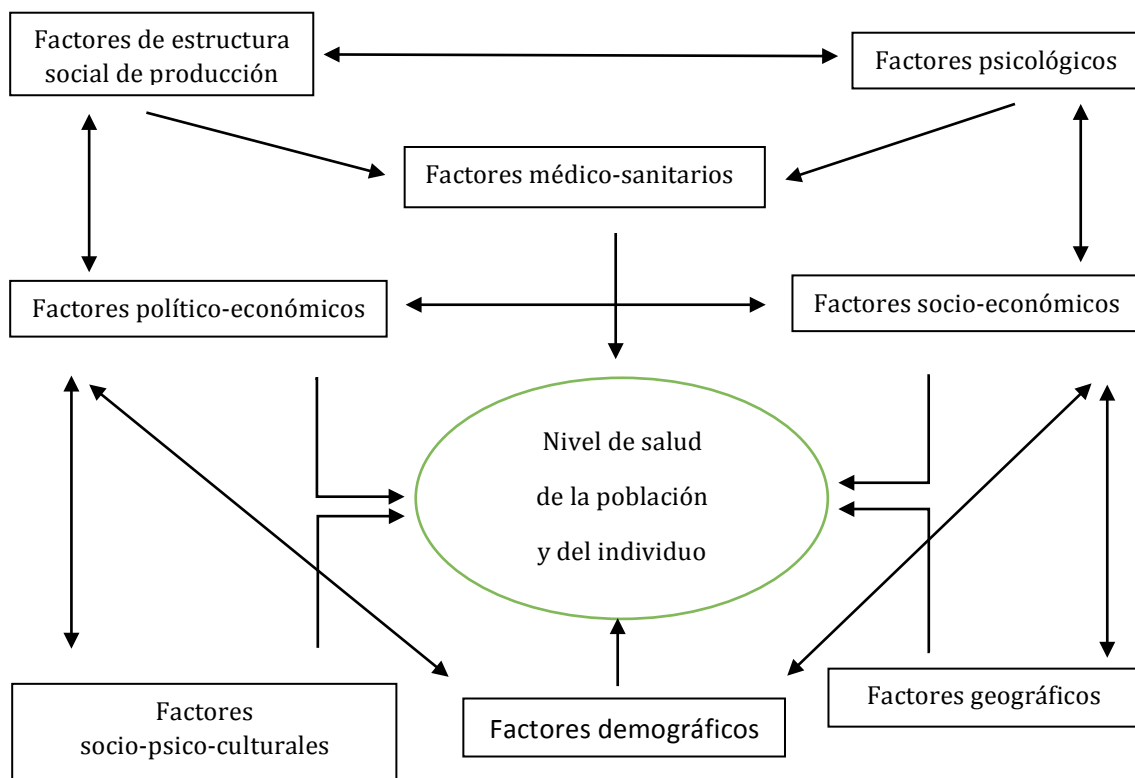 Factores de estructura
social de producción
Factores psicológicos
Factores médico-sanitarios
Factores político-económicos
Factores socio-económicos
Nivel de salud
de la población
y del individuo
Factores
socio-psico-culturales
Factores demográficos
Factores geográficos